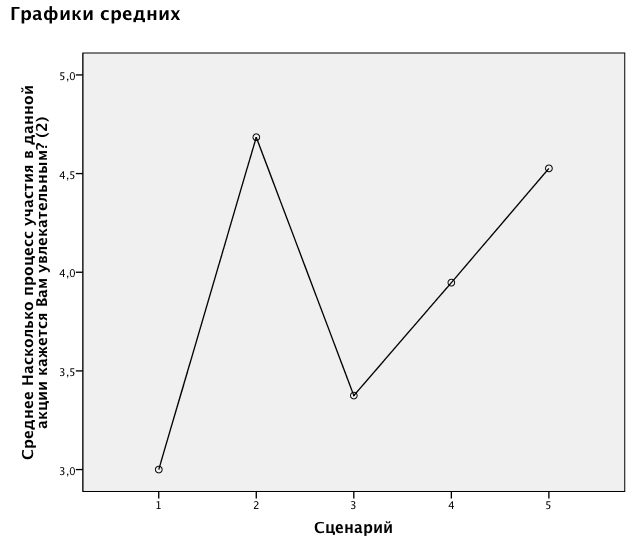 Графики средних
Среднее Насколько процесс участия в данной
акции кажется Вам увлекательным? (2)
5,0
4,5
4,0
3,5
3,0
1 2 3 4 5
Сценарий